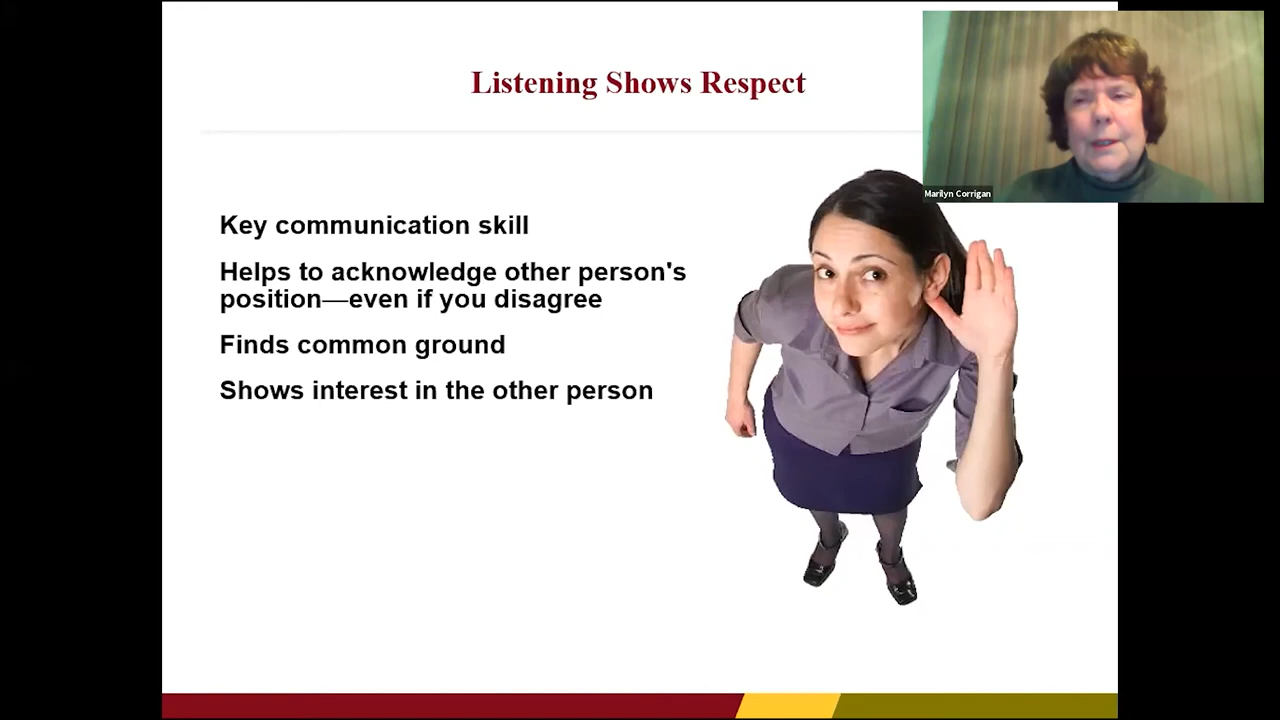 Listening Shows Respect
Marilyn Corrigan
Key communication skill
Helps to acknowledge other person's
position—even if you disagree
Finds common ground
Shows interest in the other person